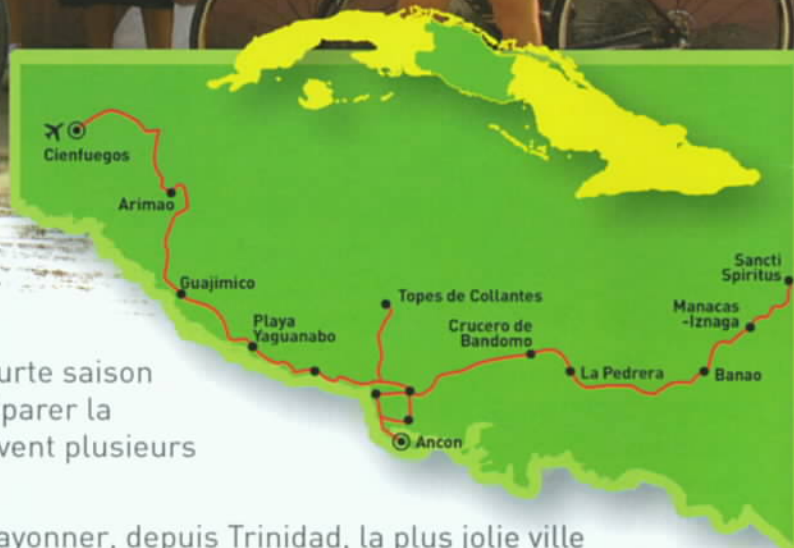 Cienfuegos
Arimao
Guajimico
Playa
Yaguanabo
Topes de Collantes
Crucero de
Bandomo
La Pedrera
Banao
Manacas
-Iznaga
Sancti
Spiritus
Ancon
urte saison
parer la
vent plusieurs
ayonner, depuis Trinidad, la plus jolie ville